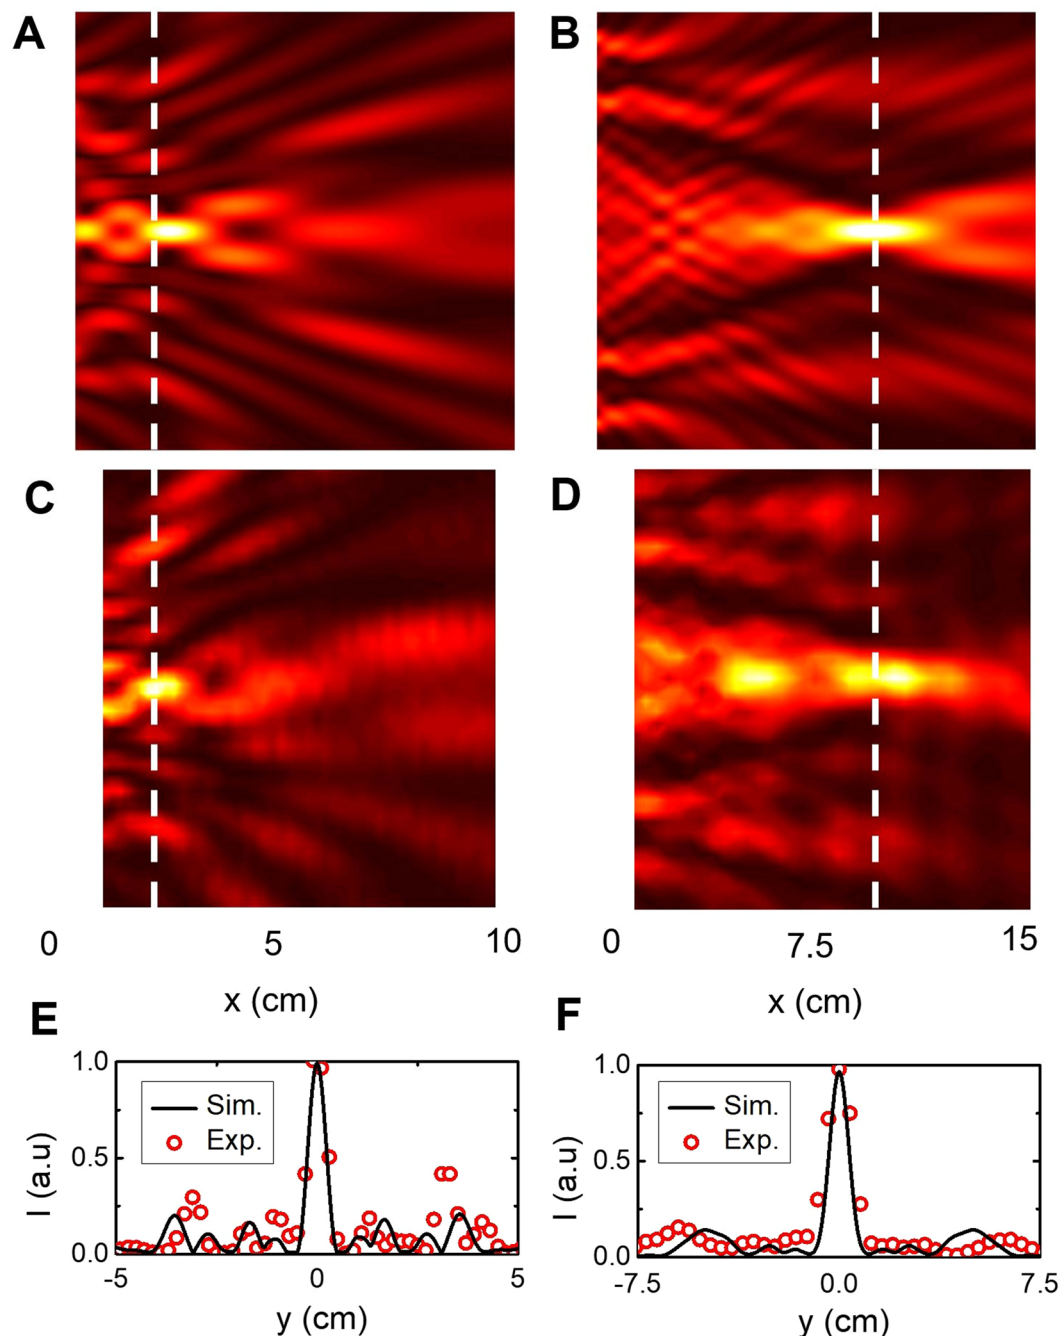 A B
C D
0 5 10 0 7.5 15
x (cm) x (cm)
E F
1.0 1.0
Sim. Sim.
Exp. Exp.
I (a.u) I (a.u)
0.5 0.5
0.0 0.0
-5 0 5 -7.5 0.0 7.5
y (cm) y (cm)